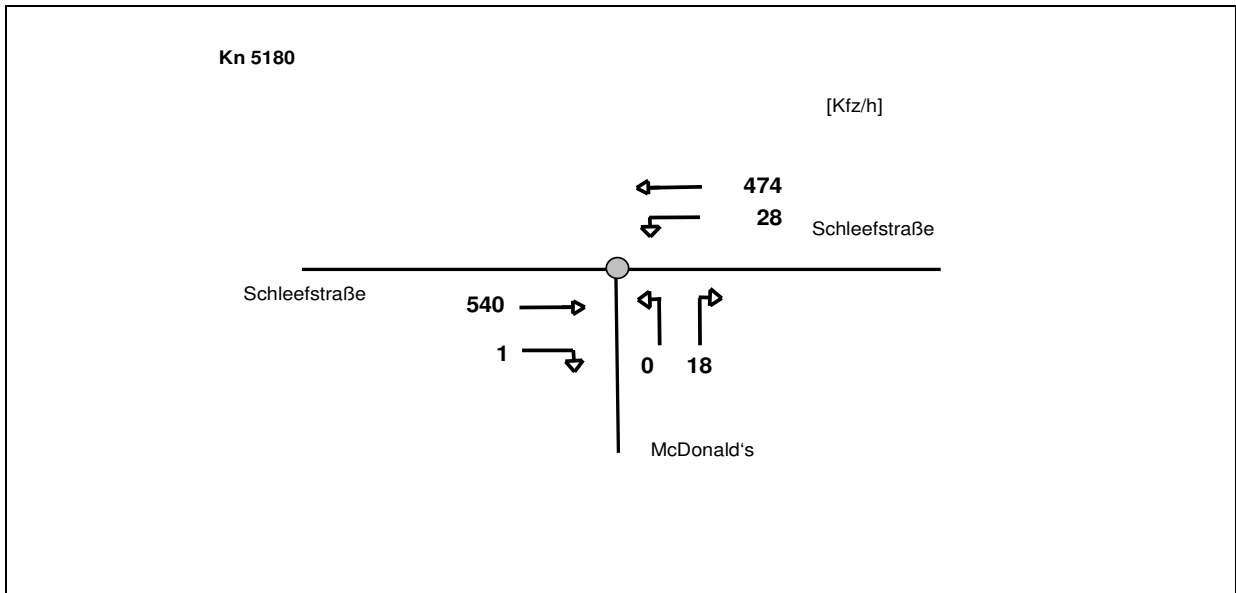 Kn 5180
[Kfz/h]
474
28
Schleefstraße
Schleefstraße
540
1
0 18
McDonald‘s